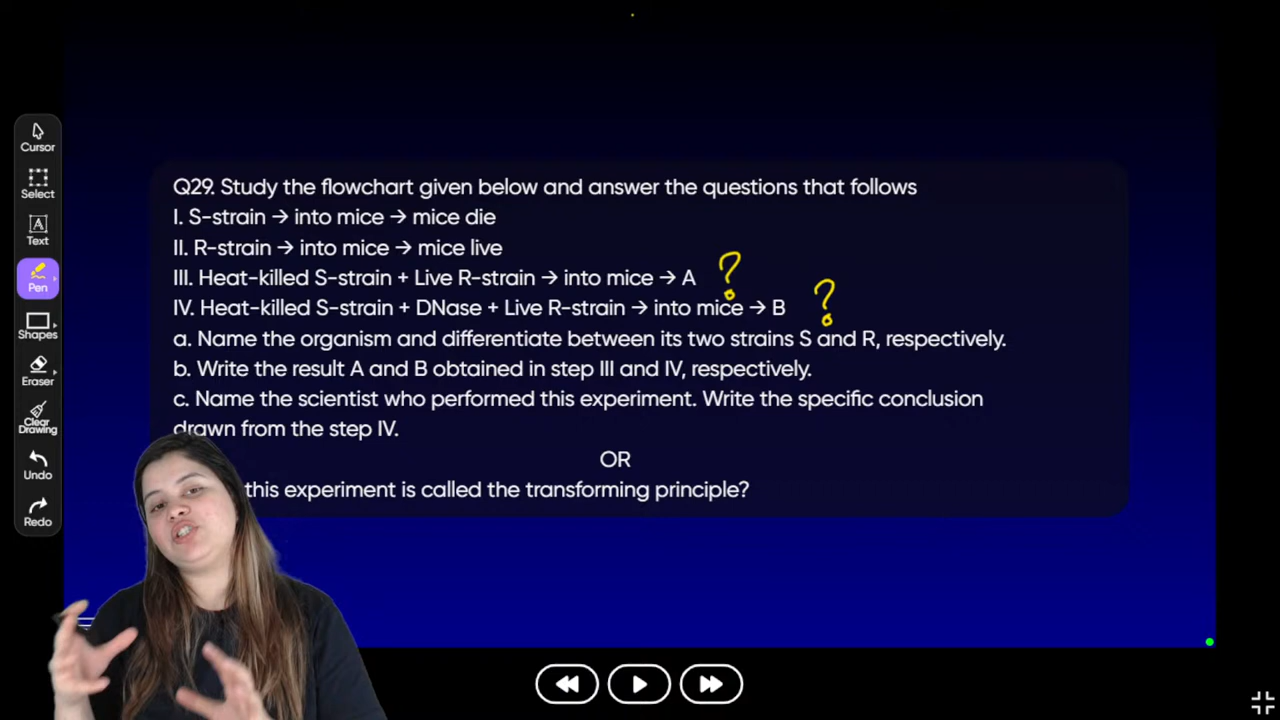 Cursor
Select
Text
Pen
Shapes
Eraser
Clear
Drawing
Undo
Redo
Q29. Study the flowchart given below and answer the questions that follows
I. S-strain → into mice → mice die
II. R-strain → into mice → mice live
III. Heat-killed S-strain + Live R-strain → into mice → A ?
IV. Heat-killed S-strain + DNase + Live R-strain → into mice → B ?
a. Name the organism and differentiate between its two strains S and R, respectively.
b. Write the result A and B obtained in step III and IV, respectively.
c. Name the scientist who performed this experiment. Write the specific conclusion
drawn from the step IV.
OR
this experiment is called the transforming principle?